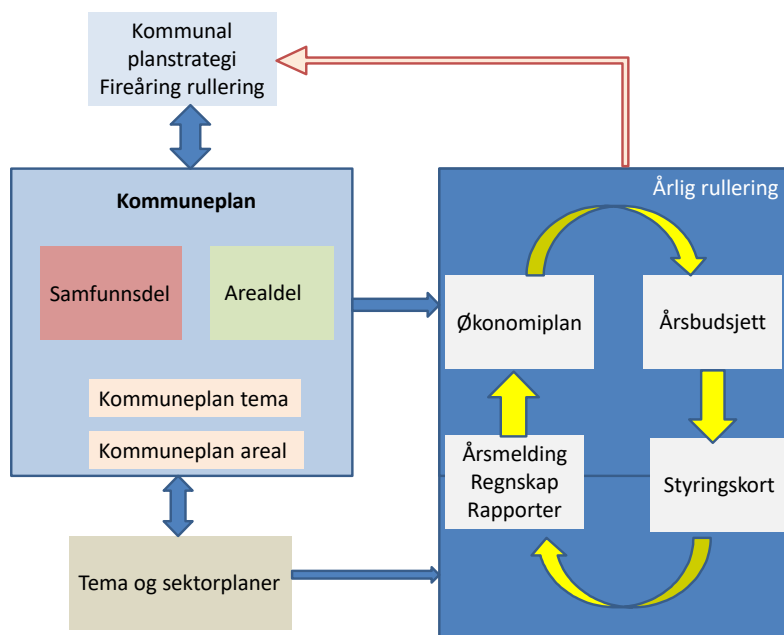 Kommunal
planstrategi
Fireåring rullering
Kommuneplan
Samfunnsdel
Arealdel
Kommuneplan tema
Kommuneplan areal
Tema og sektorplaner
Årlig rullering
Økonomiplan
Årsbudsjett
Årsmelding
Regnskap
Rapporter
Styringskort